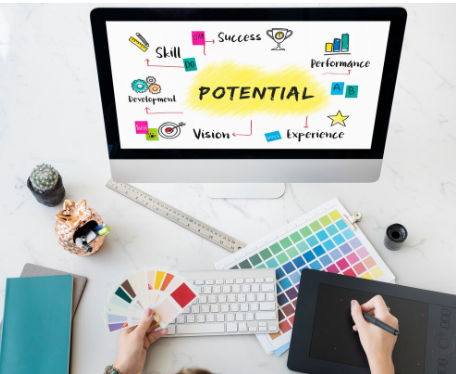 Skill
Success
Performance
POTENTIAL
Development
A B
Vision
Experience